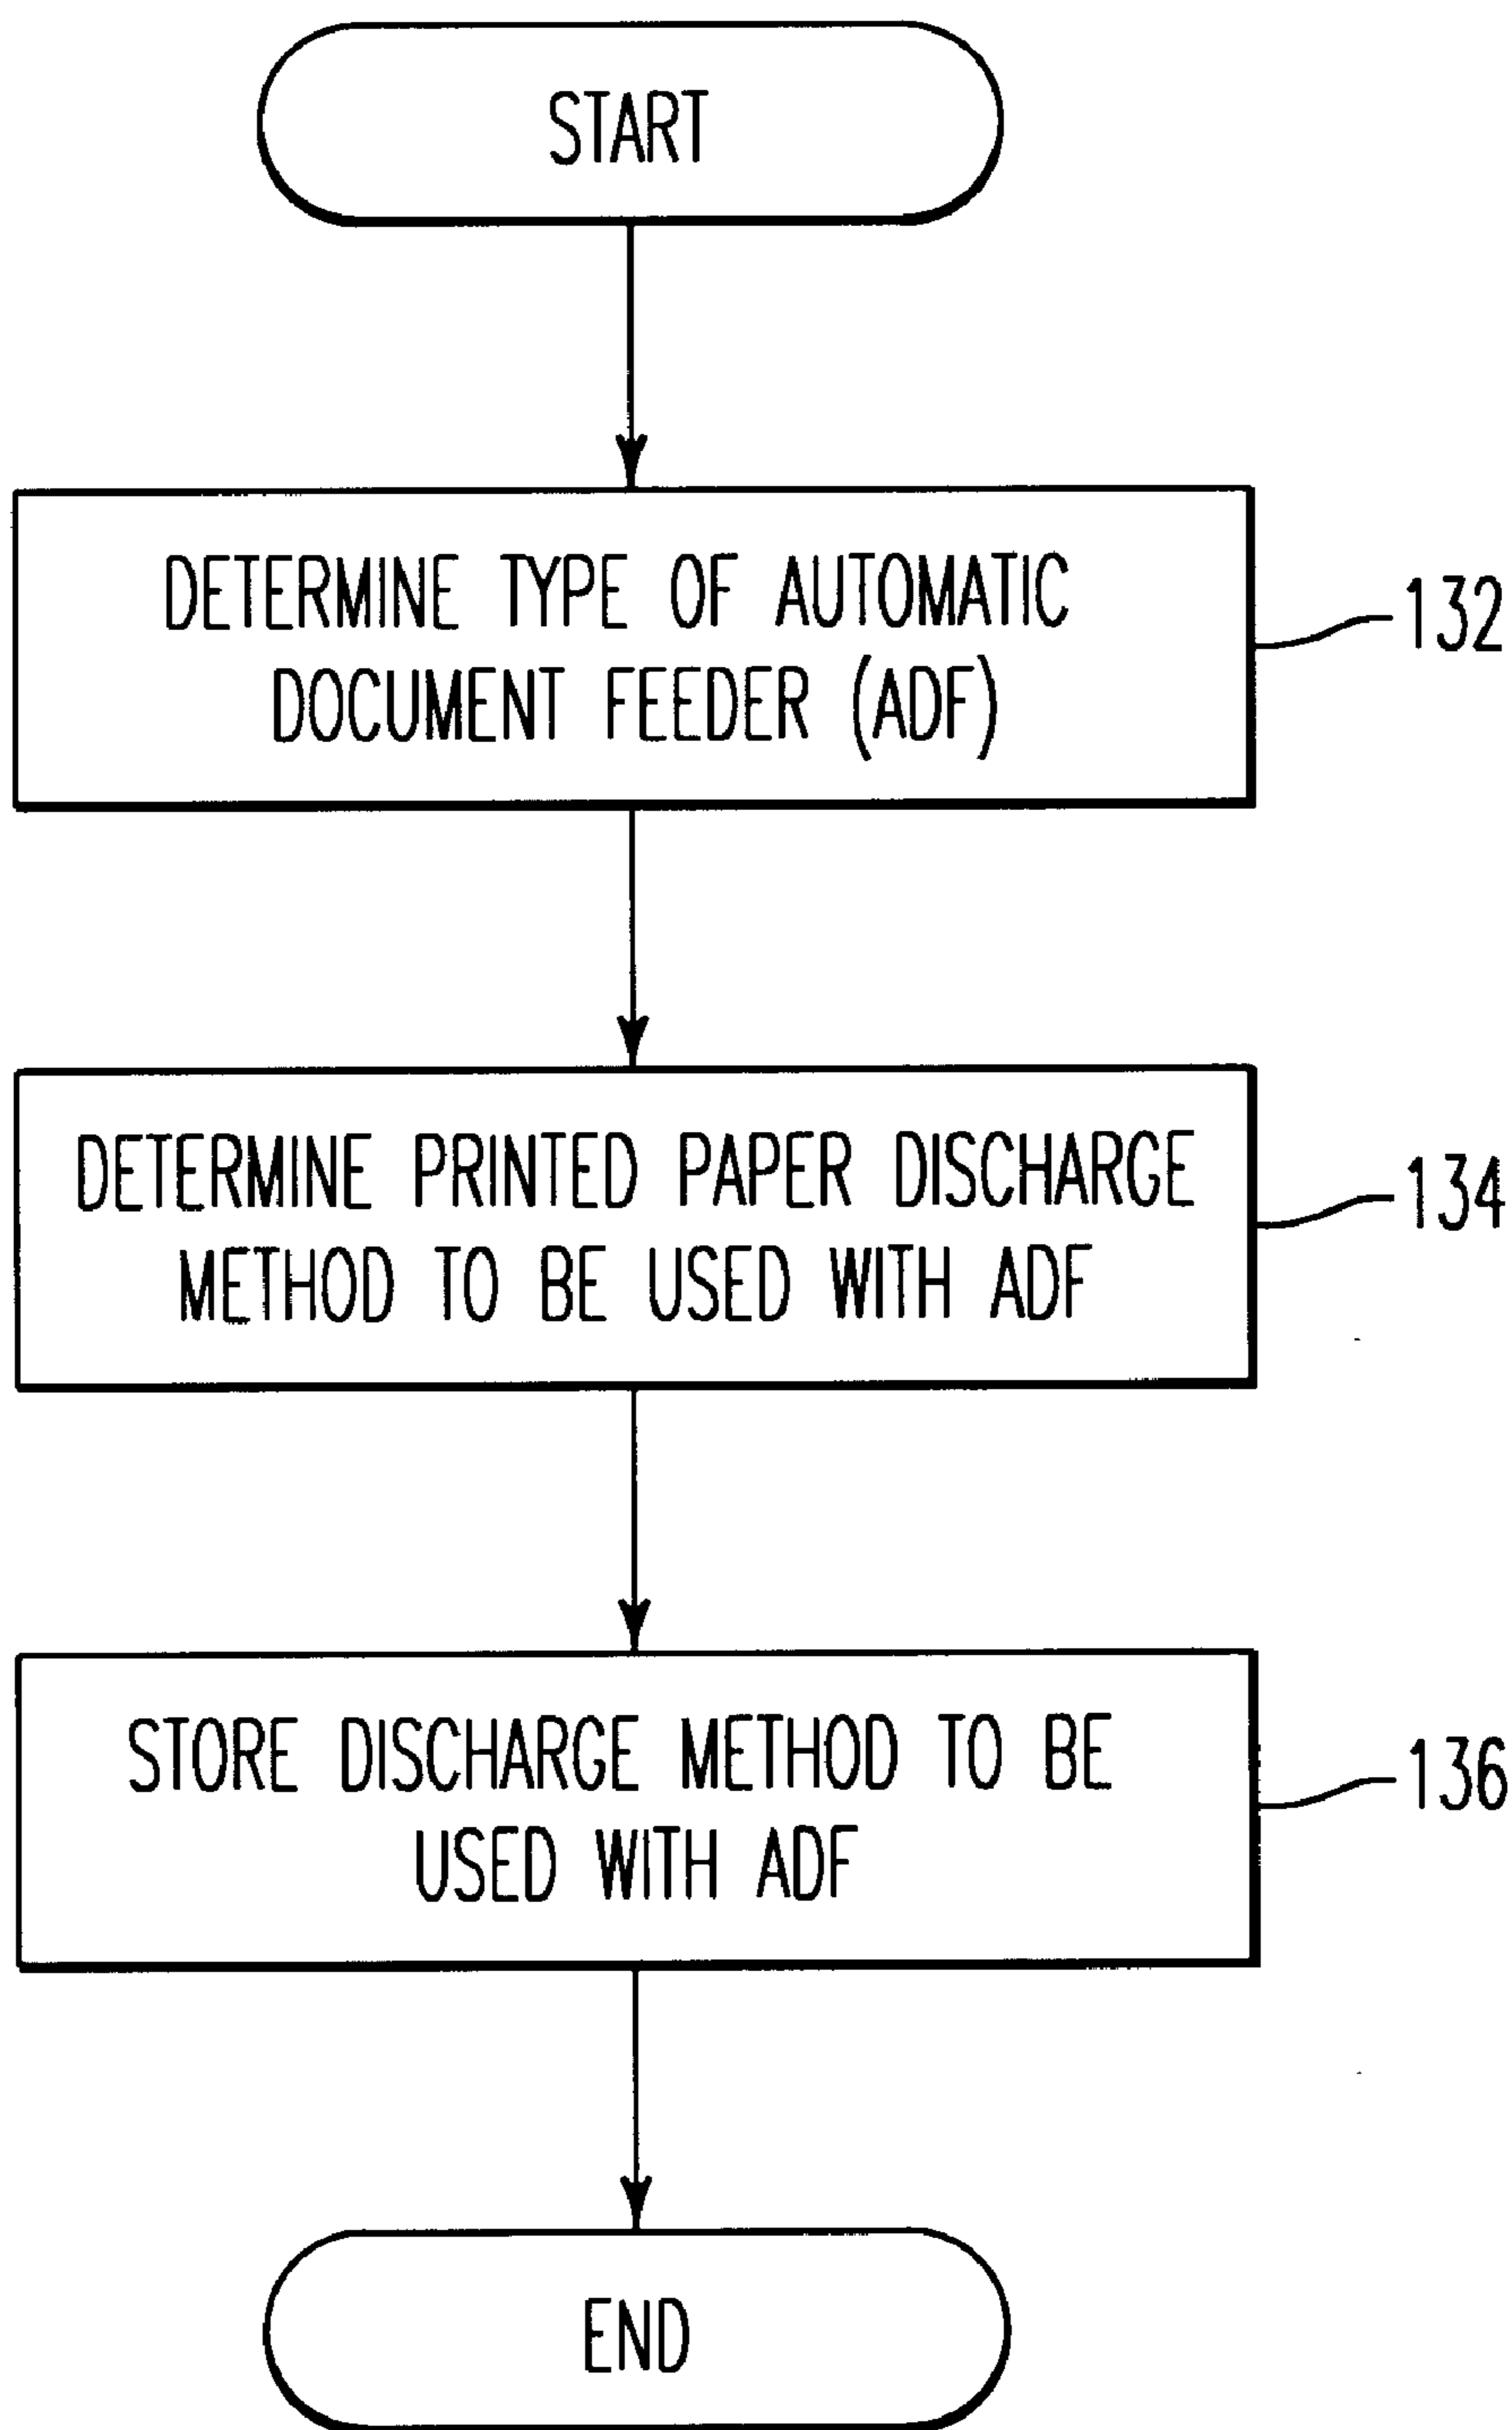 START
DETERMINE TYPE OF AUTOMATIC
DOCUMENT FEEDER (ADF)
132
DETERMINE PRINTED PAPER DISCHARGE
METHOD TO BE USED WITH ADF
134
STORE DISCHARGE METHOD TO BE
USED WITH ADF
136
END